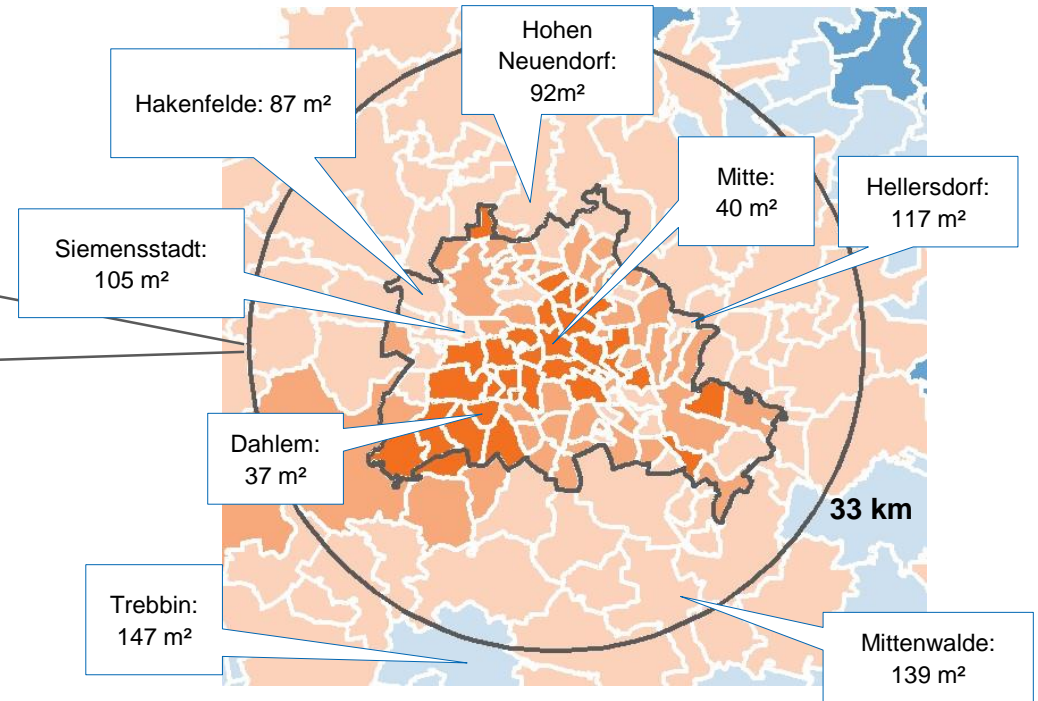 Hohen
Neuendorf:
92m²
Hakenfelde: 87 m²
Mitte:
40 m²
Hellersdorf:
117 m²
Siemensstadt:
105 m²
Dahlem:
37 m²
33 km
Trebbin:
147 m²
Mittenwalde:
139 m²